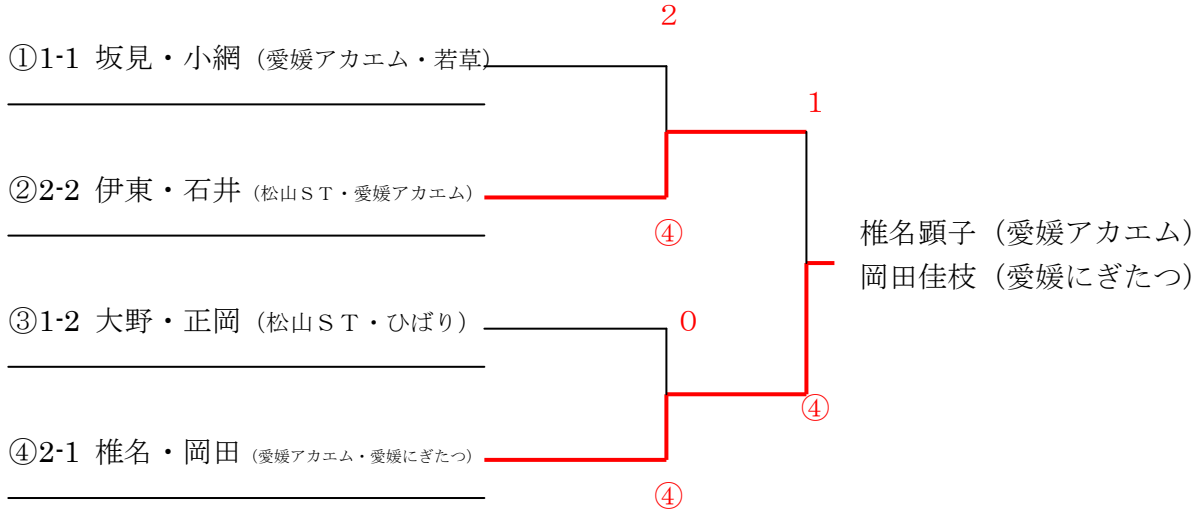 2
①1-1 坂見・小網（愛媛アカエム・若草）
1
②2-2 伊東・石井（松山ＳＴ・愛媛アカエム）
④
椎名顕子（愛媛アカエム）
岡田佳枝（愛媛にぎたつ）
③1-2 大野・正岡（松山ＳＴ・ひばり）
0
④
④2-1 椎名・岡田（愛媛アカエム・愛媛にぎたつ）
④